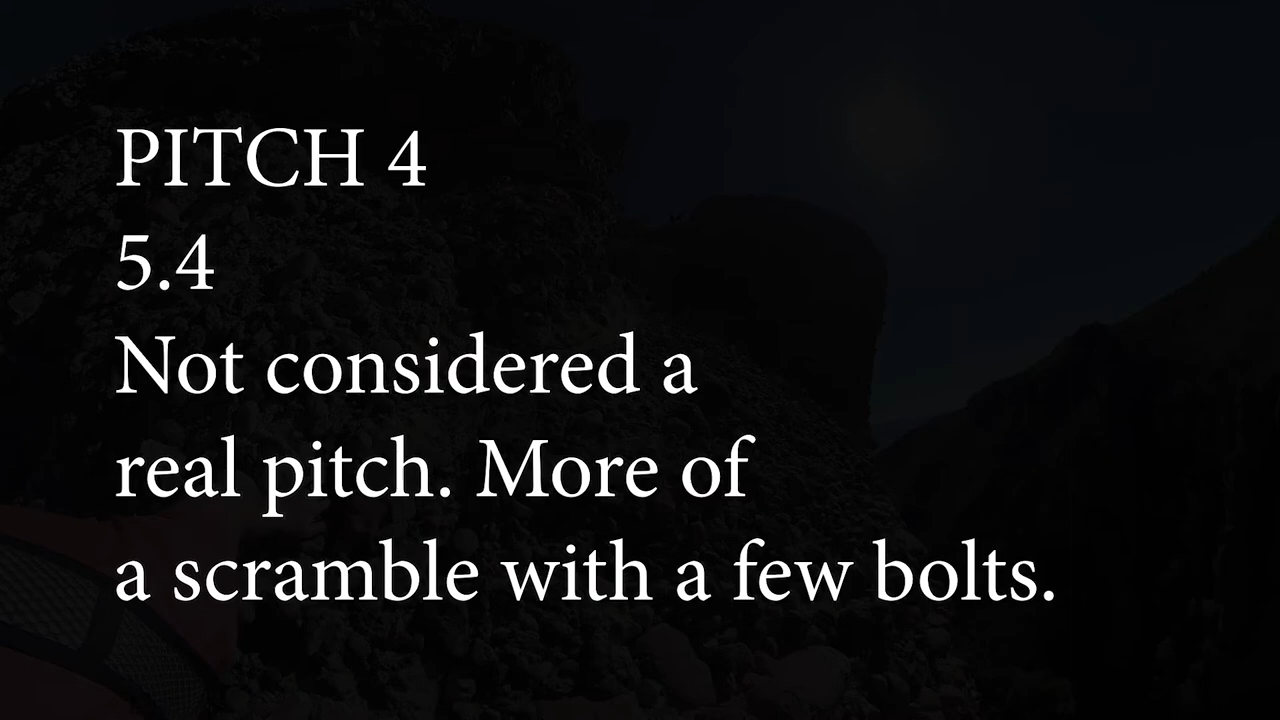 PITCH 4
5.4
Not considered a
real pitch. More of
a scramble with a few bolts.